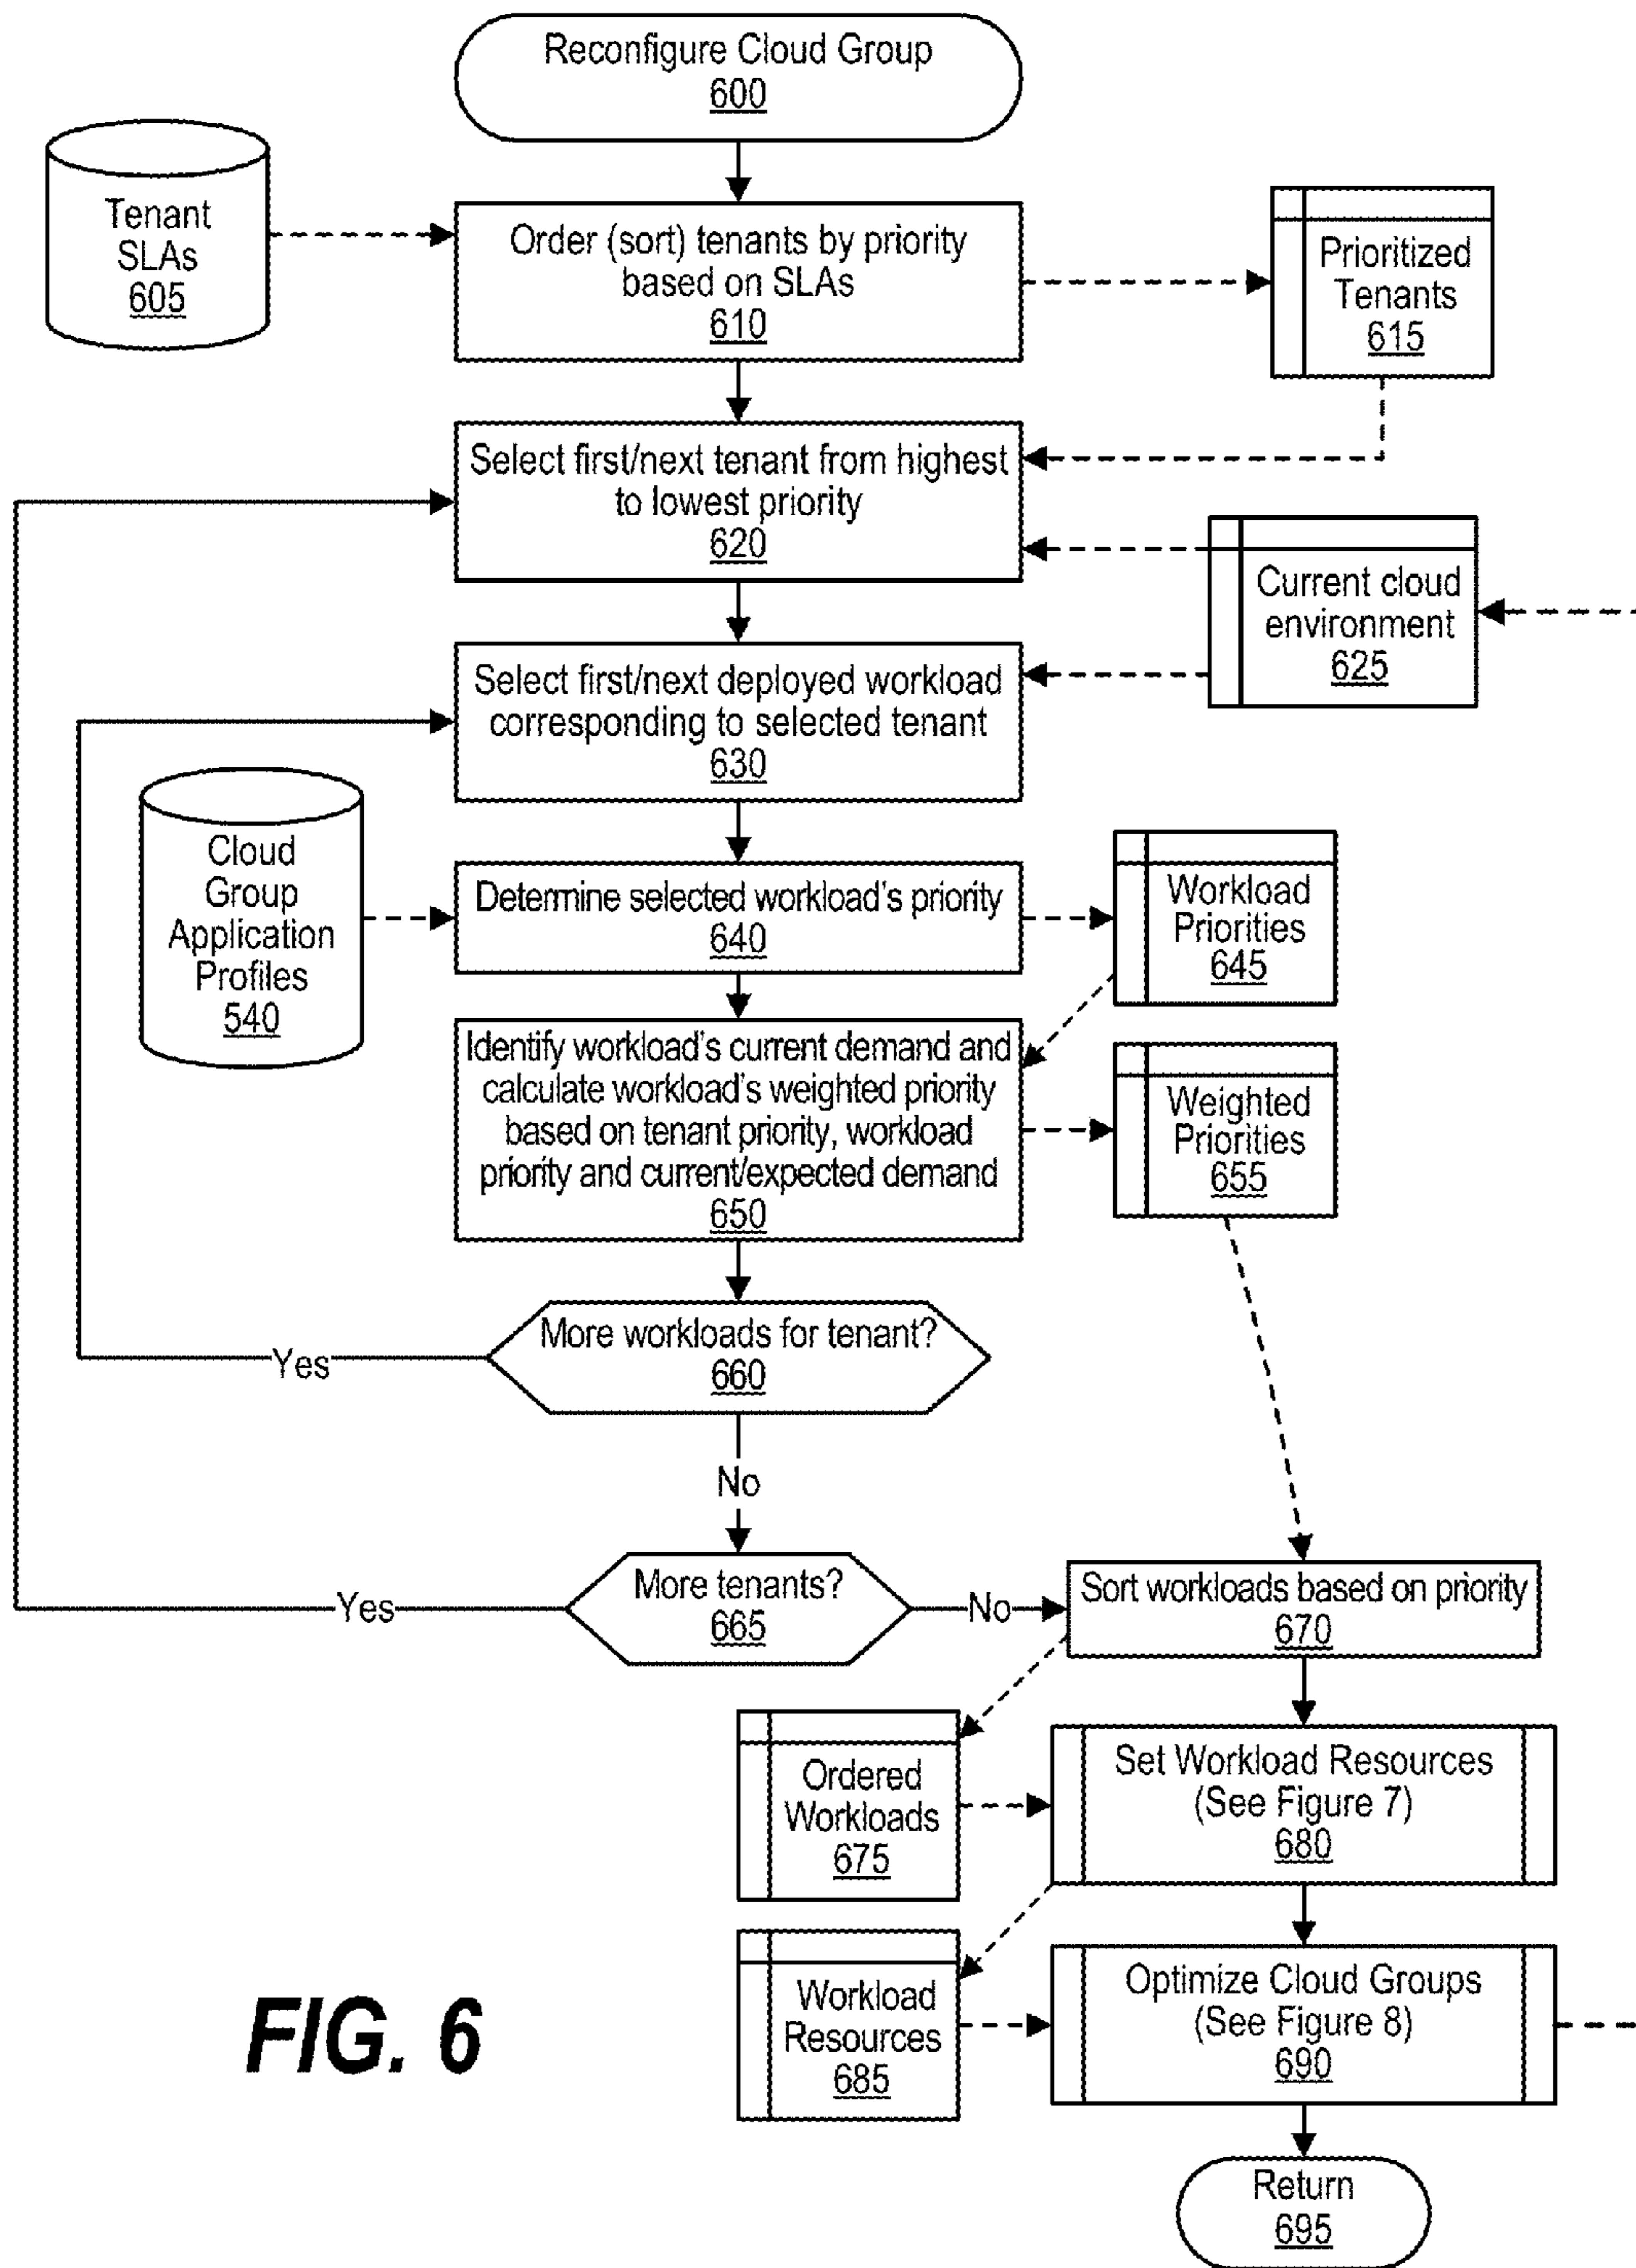 Reconfigure Cloud Group
600
Tenant
SLAs
605
Order (sort) tenants by priority
based on SLAs
610
Prioritized
Tenants
615
Select first/next tenant from highest
to lowest priority
620
Current cloud
environment
625
Select first/next deployed workload
corresponding to selected tenant
630
Cloud
Group
Application
Profiles
540
Determine selected workload's priority
640
Workload
Priorities
645
Identify workload's current demand and
calculate workload's weighted priority
based on tenant priority, workload
priority and current/expected demand
650
Weighted
Priorities
655
More workloads for tenant?
660
Yes
No
More tenants?
665
Yes
No
Sort workloads based on priority
670
Ordered
Workloads
675
Set Workload Resources
(See Figure 7)
680
Workload
Resources
685
Optimize Cloud Groups
(See Figure 8)
690
Return
695
FIG. 6